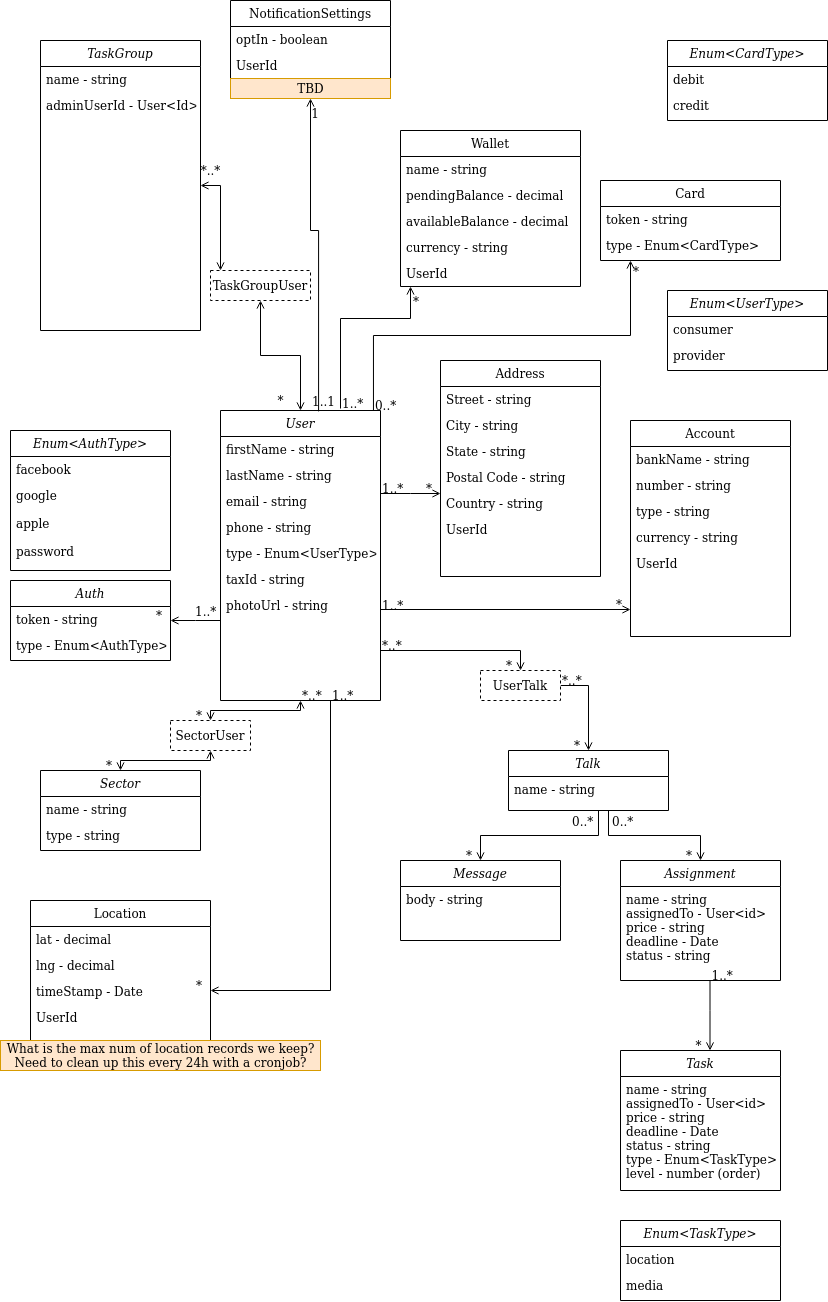 NotificationSettings
optIn - boolean
UserId
TBD
1
TaskGroup
name - string
adminUserId - User<Id>
*..*
TaskGroupUser
Enum<CardType>
debit
credit
Wallet
name - string
pendingBalance - decimal
availableBalance - decimal
currency - string
UserId
*
Card
token - string
type - Enum<CardType>
*
Enum<UserType>
consumer
provider
*
1..1
1..*
0..*
User
firstName - string
lastName - string
email - string
phone - string
type - Enum<UserType>
taxId - string
photoUrl - string
Address
Street - string
City - string
State - string
Postal Code - string
Country - string
UserId
1..*
*
Account
bankName - string
number - string
type - string
currency - string
UserId
1..*
*
Enum<AuthType>
facebook
google
apple
password
Auth
token - string
type - Enum<AuthType>
*
1..*
*..*
*
UserTalk
*..*
*
*..*
1..*
*
SectorUser
*
Sector
name - string
type - string
Talk
name - string
0..*
0..*
*
*
Message
body - string
Assignment
name - string
assignedTo - User<id>
price - string
deadline - Date
status - string
1..*
*
Location
lat - decimal
lng - decimal
timeStamp - Date
UserId
*
What is the max num of location records we keep?
Need to clean up this every 24h with a cronjob?
Task
name - string
assignedTo - User<id>
price - string
deadline - Date
status - string
type - Enum<TaskType>
level - number (order)
Enum<TaskType>
location
media